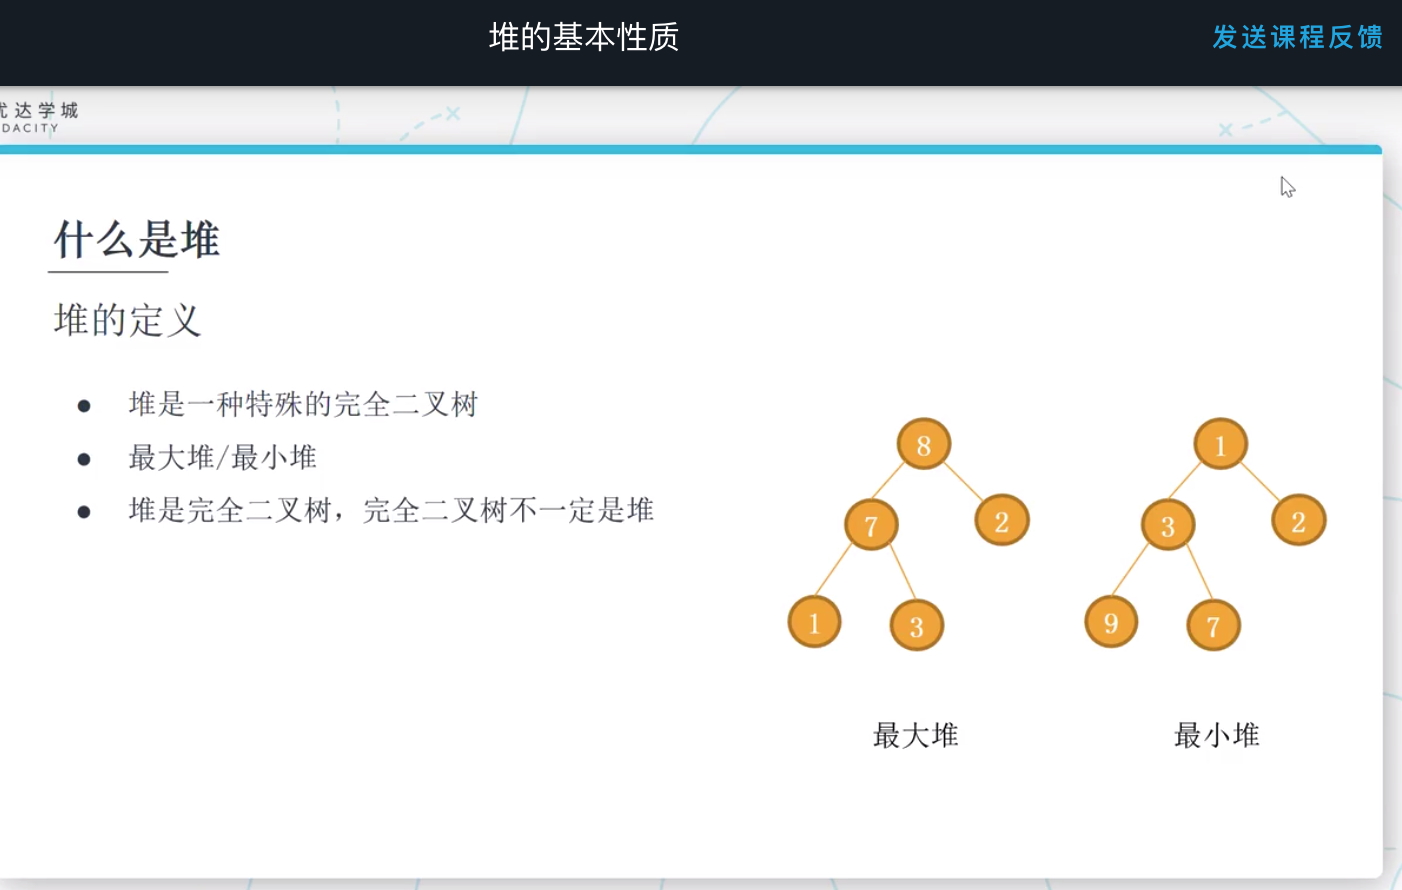 堆的基本性质
发送课程反馈
优达学城
DACITY
什么是堆
堆的定义
● 堆是一种特殊的完全二叉树
● 最大堆/最小堆
● 堆是完全二叉树，完全二叉树不一定是堆
8
7
2
1
3
最大堆
1
3
2
9
7
最小堆